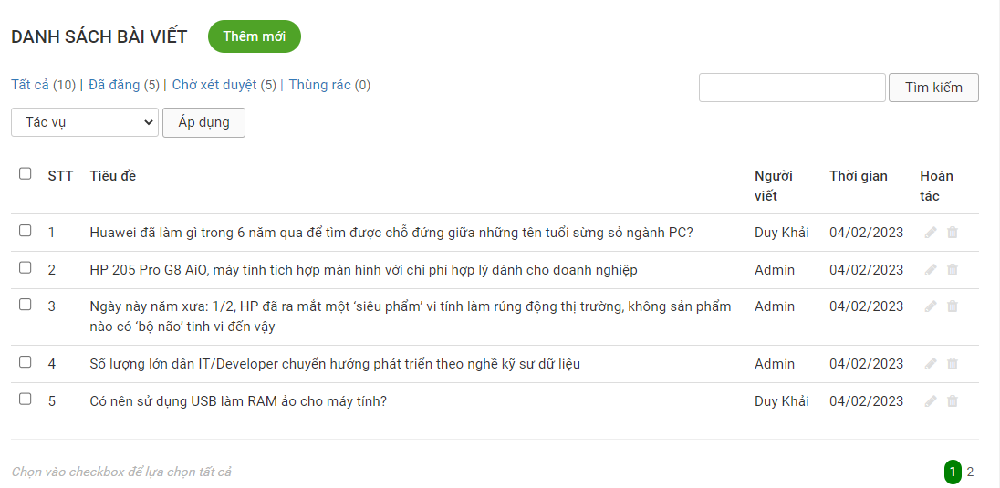 DANH SÁCH BÀI VIẾT Thêm mới
Tất cả (10) | Đã đăng (5) | Chờ xét duyệt (5) | Thùng rác (0) Tìm kiếm
Tác vụ Áp dụng
STT Tiêu đề Người viết Thời gian Hoàn tác
1 Huawei đã làm gì trong 6 năm qua để tìm được chỗ đứng giữa những tên tuổi sừng sỏ ngành PC? Duy Khải 04/02/2023
2 HP 205 Pro G8 AiO, máy tính tích hợp màn hình với chi phí hợp lý dành cho doanh nghiệp Admin 04/02/2023
3 Ngày này năm xưa: 1/2, HP đã ra mắt một ‘siêu phẩm’ vi tính làm rúng động thị trường, không sản phẩm Admin 04/02/2023
nào có ‘bộ não’ tinh vi đến vậy
4 Số lượng lớn dân IT/Developer chuyển hướng phát triển theo nghề kỹ sư dữ liệu Admin 04/02/2023
5 Có nên sử dụng USB làm RAM ảo cho máy tính? Duy Khải 04/02/2023
Chọn vào checkbox để lựa chọn tất cả 1 2